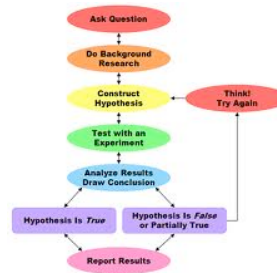 Ask Question
Do Background
Research
Construct
Hypothesis
Think!
Try Again
Test with an
Experiment
Analyze Results
Draw Conclusion
Hypothesis Is True
Hypothesis Is False
or Partially True
Report Results